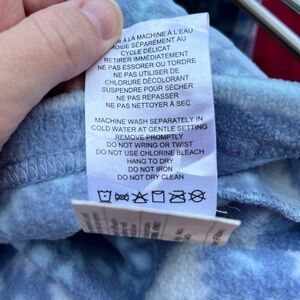 À LA MACHINE À L'EAU
SÉPARÉMENT AU
CYCLE DÉLICAT
RETIRER IMMÉDIATEMENT
NE PAS ESSORER OU TORDRE
NE PAS UTILISER DE
CHLORURE DÉCOLORANT
SUSPENDRE POUR SÉCHER
NE PAS REPASSER
NE PAS NETTOYER À SEC
MACHINE WASH SEPARATELY IN
COLD WATER AT GENTLE SETTING
REMOVE PROMPTLY
DO NOT WRING OR TWIST
DO NOT USE CHLORINE BLEACH
HANG TO DRY
DO NOT IRON
DO NOT DRY CLEAN